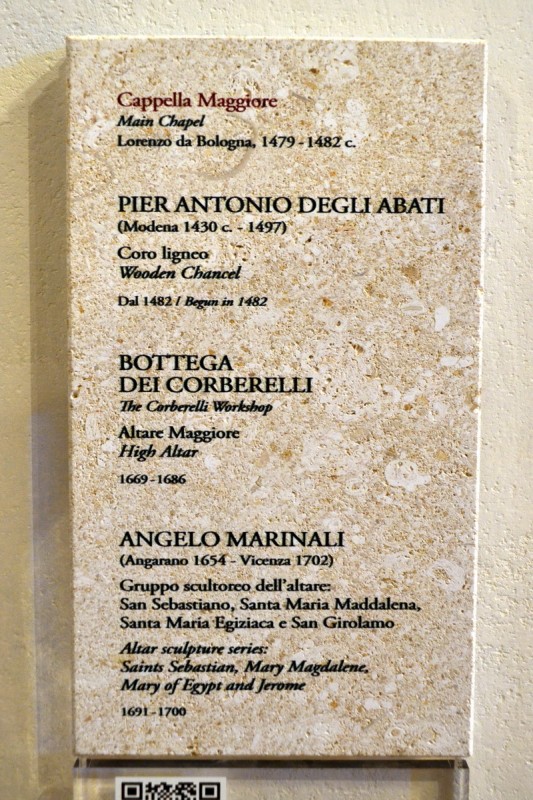 Cappella Maggiore
Main Chapel
Lorenzo da Bologna, 1479 - 1482 c.
PIER ANTONIO DEGLI ABATI
(Modena 1430 c. - 1497)
Coro ligneo
Wooden Chancel
Dal 1482 / Begun in 1482
BOTTEGA
DEI CORBERELLI
The Corberelli Workshop
Altare Maggiore
High Altar
1669 - 1686
ANGELO MARINALI
(Angarano 1654 - Vicenza 1702)
Gruppo scultoreo dell'altare:
San Sebastiano, Santa Maria Maddalena,
Santa Maria Egiziaca e San Girolamo
Altar sculpture series:
Saints Sebastian, Mary Magdalene,
Mary of Egypt and Jerome
1691 - 1700